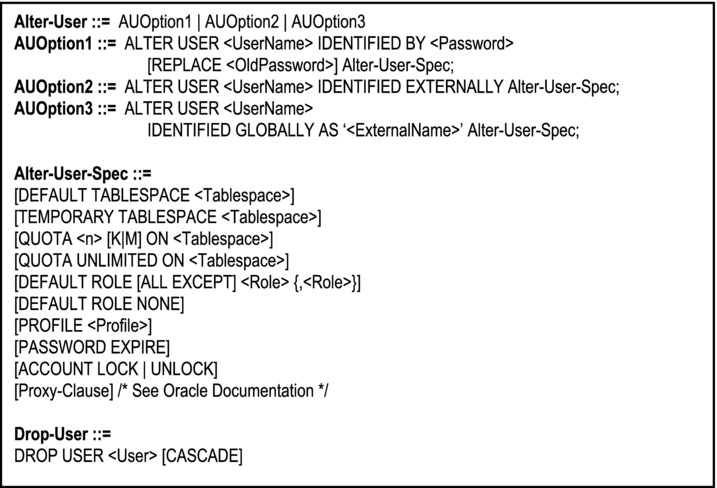 Alter-User ::= AUOption1 | AUOption2 | AUOption3
AUOption1 ::= ALTER USER <UserName> IDENTIFIED BY <Password>
[REPLACE <OldPassword>] Alter-User-Spec;
AUOption2 ::= ALTER USER <UserName> IDENTIFIED EXTERNALLY Alter-User-Spec;
AUOption3 ::= ALTER USER <UserName>
IDENTIFIED GLOBALLY AS ‘<ExternalName>’ Alter-User-Spec;
Alter-User-Spec ::=
[DEFAULT TABLESPACE <Tablespace>]
[TEMPORARY TABLESPACE <Tablespace>]
[QUOTA <n> [K|M] ON <Tablespace>]
[QUOTA UNLIMITED ON <Tablespace>]
[DEFAULT ROLE [ALL EXCEPT] <Role> {,<Role>}]
[DEFAULT ROLE NONE]
[PROFILE <Profile>]
[PASSWORD EXPIRE]
[ACCOUNT LOCK | UNLOCK]
[Proxy-Clause] /* See Oracle Documentation */
Drop-User ::=
DROP USER <User> [CASCADE]